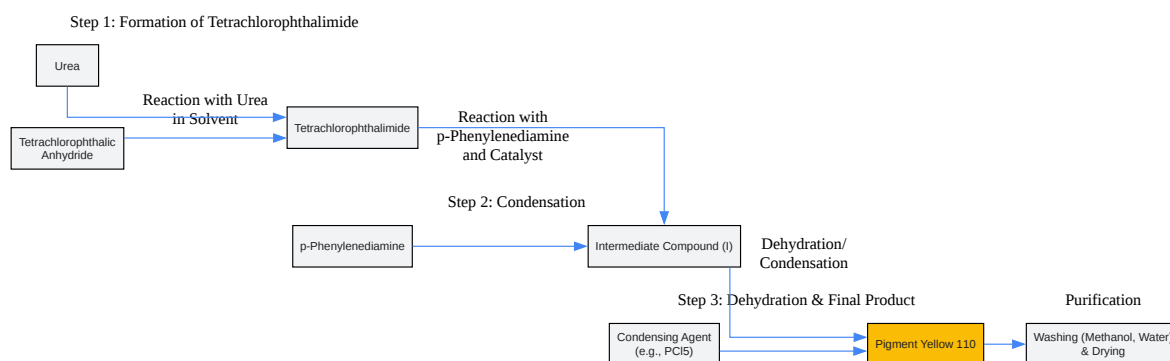 Step 1: Formation of Tetrachlorophthalimide
Urea
Reaction with Urea
in Solvent
Tetrachlorophthalic
Anhydride
Tetrachlorophthalimide
Reaction with
p-Phenylenediamine
and Catalyst
Step 2: Condensation
p-Phenylenediamine
Intermediate Compound (I)
Dehydration/
Condensation
Step 3: Dehydration & Final Product
Purification
Condensing Agent
(e.g., PCl5)
Pigment Yellow 110
Washing (Methanol, Water)
& Drying